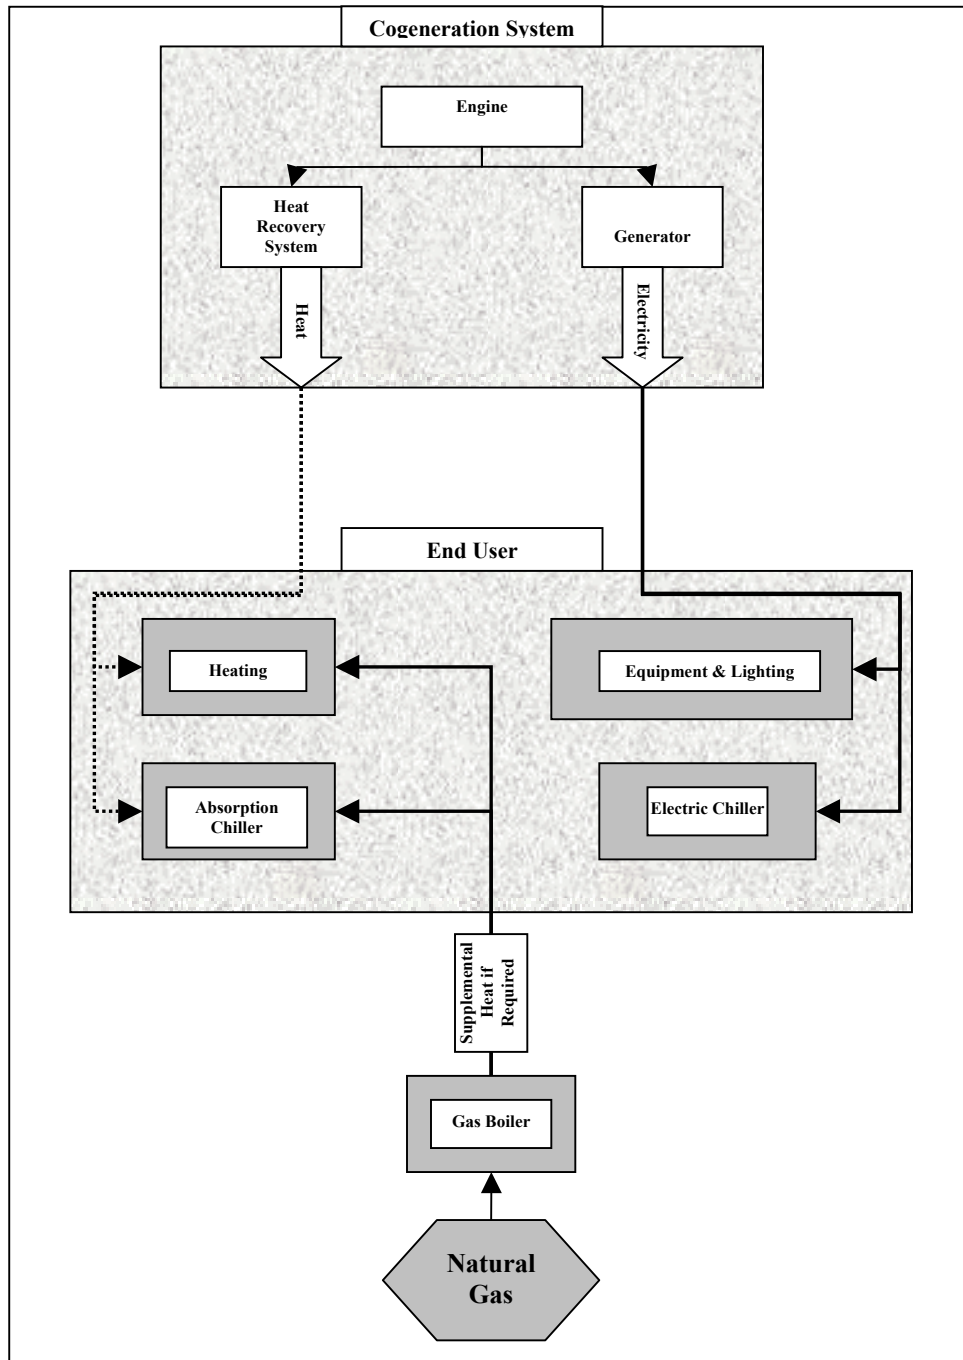 Cogeneration System
Engine
Heat
Recovery
System
Generator
Heat
Electricity
End User
Heating
Equipment & Lighting
Absorption
Chiller
Electric Chiller
Supplemental
Heat if
Required
Gas Boiler
Natural
Gas